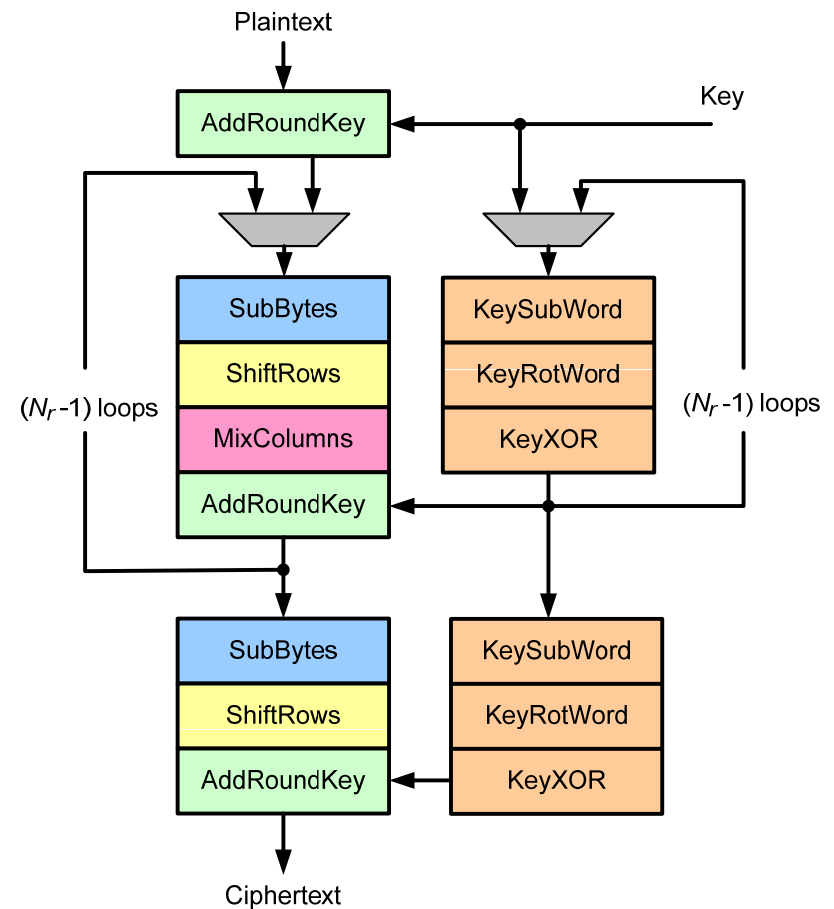 Plaintext
Key
AddRoundKey
SubBytes
ShiftRows
MixColumns
AddRoundKey
KeySubWord
KeyRotWord
KeyXOR
(Nr -1) loops
(Nr -1) loops
SubBytes
ShiftRows
AddRoundKey
KeySubWord
KeyRotWord
KeyXOR
Ciphertext